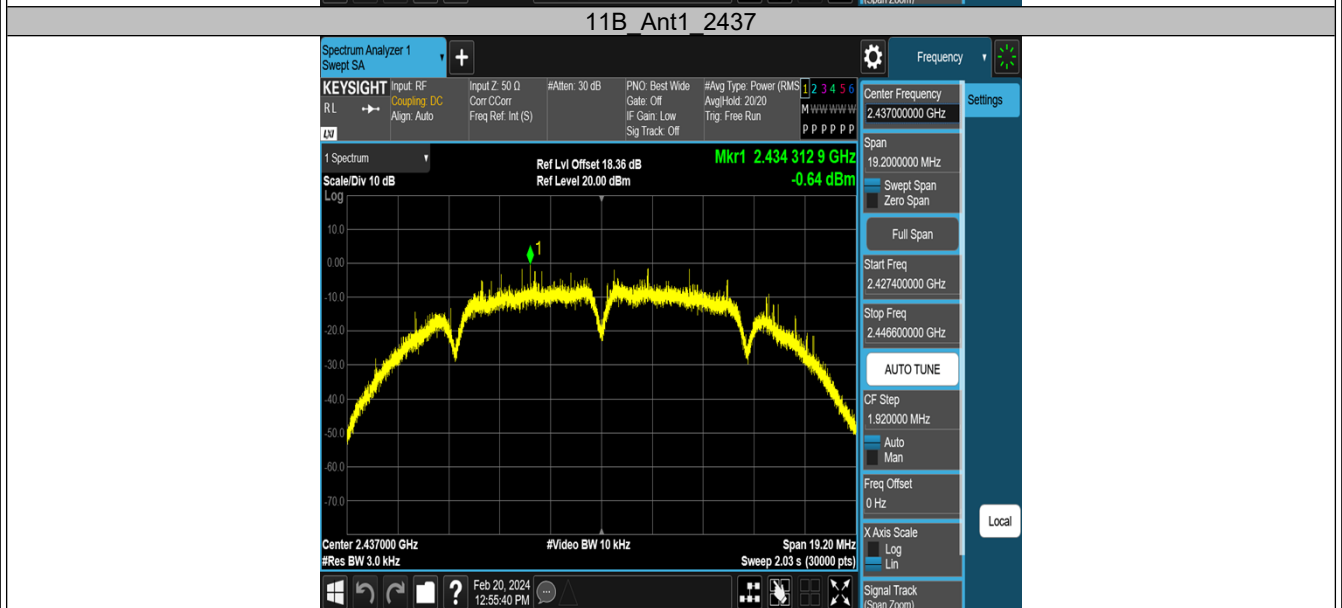 (Span Zoom)
11B_Ant1_2437
Spectrum Analyzer 1
Swept SA
+
Frequency
KEYSIGHT
RL
LXI
Input: RF
Coupling: DC
Align: Auto
Input Z: 50 Ω
Corr CCorr
Freq Ref: Int (S)
#Atten: 30 dB
PNO: Best Wide
Gate: Off
IF Gain: Low
Sig Track: Off
#Avg Type: Power (RMS
Avg|Hold: 20/20
Trig: Free Run
1 2 3 4 5 6
M W W W W W
P P P P P P
Center Frequency
2.437000000 GHz
Settings
Span
19.2000000 MHz
Swept Span
Zero Span
Full Span
Start Freq
2.427400000 GHz
Stop Freq
2.446600000 GHz
AUTO TUNE
CF Step
1.920000 MHz
Auto
Man
Freq Offset
0 Hz
X Axis Scale
Log
Lin
Local
Signal Track
(Span Zoom)
1 Spectrum
Scale/Div 10 dB
Log
Ref Lvl Offset 18.36 dB
Ref Level 20.00 dBm
Mkr1 2.434 312 9 GHz
-0.64 dBm
1
10.0
0.00
-10.0
-20.0
-30.0
-40.0
-50.0
-60.0
-70.0
Center 2.437000 GHz
#Res BW 3.0 kHz
#Video BW 10 kHz
Span 19.20 MHz
Sweep 2.03 s (30000 pts)
?
Feb 20, 2024
12:55:40 PM